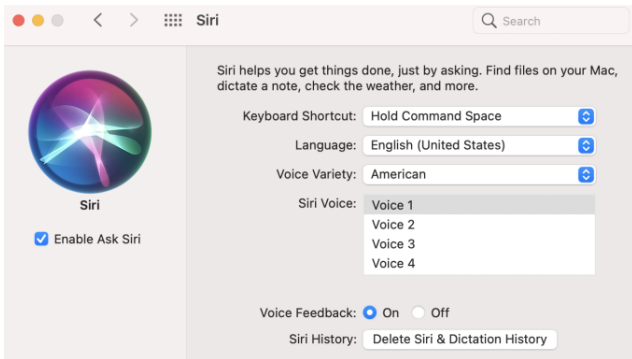 Siri
Search
Siri helps you get things done, just by asking. Find files on your Mac,
dictate a note, check the weather, and more.
Keyboard Shortcut: Hold Command Space
Language: English (United States)
Voice Variety: American
Siri Voice: Voice 1
Voice 2
Voice 3
Voice 4
Siri
Enable Ask Siri
Voice Feedback: On Off
Siri History: Delete Siri & Dictation History